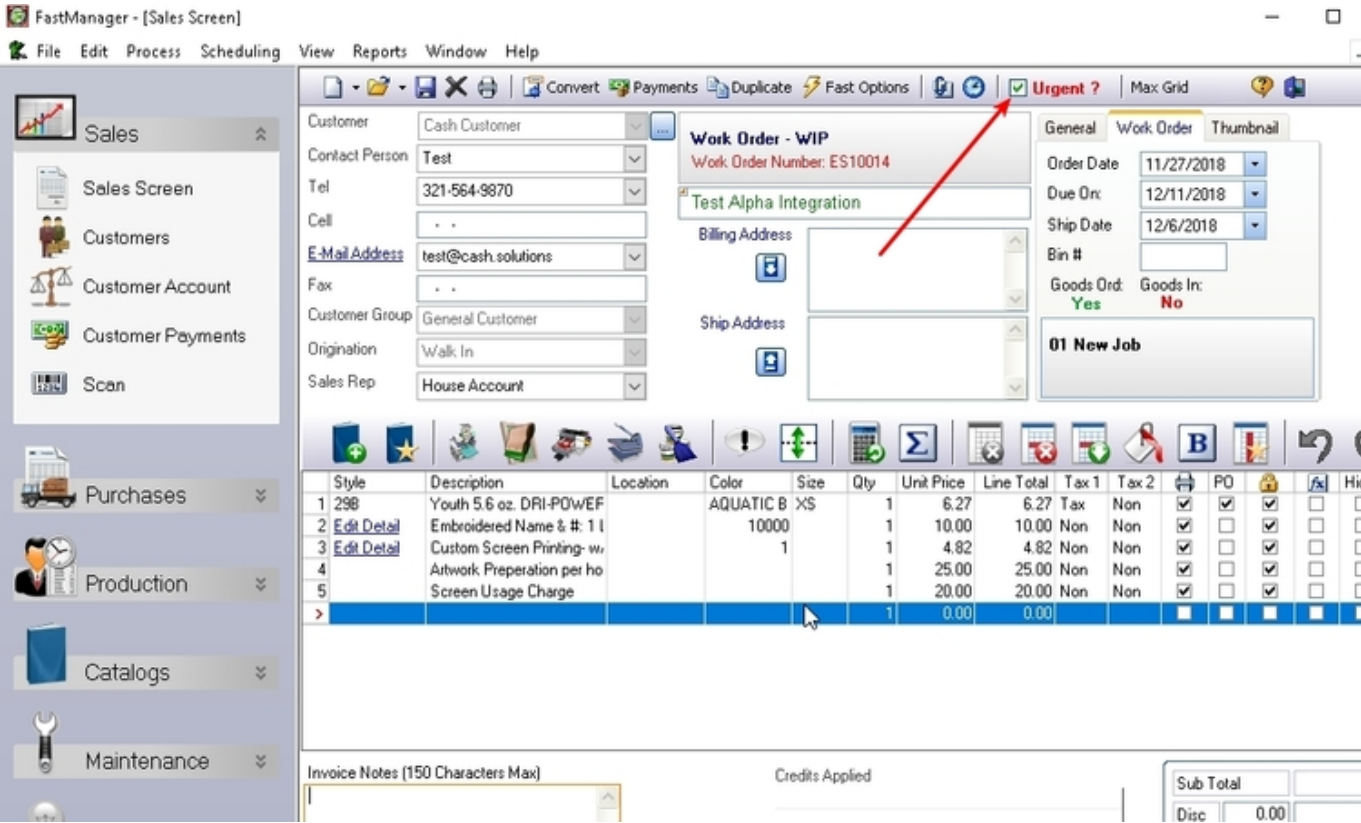 FastManager - [Sales Screen]
File Edit Process Scheduling View Reports Window Help
Convert Payments Duplicate Fast Options Urgent ? Max Grid
Sales
Sales Screen
Customers
Customer Account
Customer Payments
Scan
Purchases
Production
Catalogs
Maintenance
Customer Cash Customer ...
Contact Person Test
Tel 321-564-9870
Cell . .
E-Mail Address test@cash.solutions
Fax . .
Customer Group General Customer
Origination Walk In
Sales Rep House Account
Work Order - WIP
Work Order Number: ES10014
Test Alpha Integration
Billing Address
Ship Address
General Work Order Thumbnail
Order Date 11/27/2018
Due On: 12/11/2018
Ship Date 12/6/2018
Bin #
Goods Ord: Goods In:
Yes No
01 New Job
Σ B
Style Description Location Color Size Qty Unit Price Line Total Tax 1 Tax 2 PO fx Hi
1 29B Youth 5.6 oz. DRI-POWER AQUATIC B XS 1 6.27 6.27 Tax Non
2 Edit Detail Embroidered Name & #: 1 L 10000 1 10.00 10.00 Non Non
3 Edit Detail Custom Screen Printing- w/ 1 1 4.82 4.82 Non Non
4 Artwork Preperation per ho 1 25.00 25.00 Non Non
5 Screen Usage Charge 1 20.00 20.00 Non Non
> 1 0.00 0.00
Invoice Notes (150 Characters Max)
Credits Applied
Sub Total
Disc 0.00